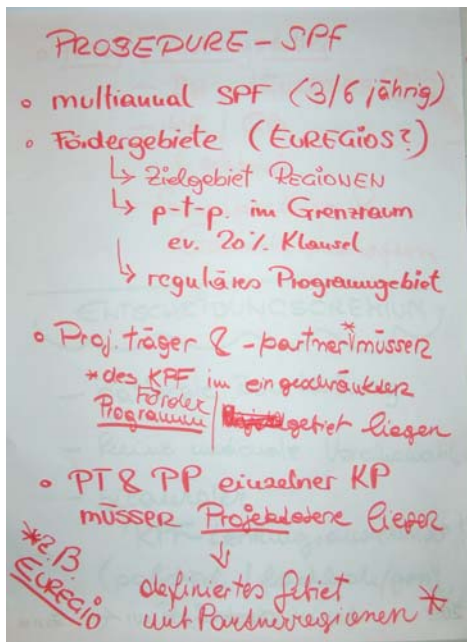 PROSEDURE - SPF
• multianual SPF (3/6 jährig)
• Fördergebiete (EUREGIOS?)
↳ Zielgebiet REGIONEN
↳ p-t-p. im Grenzraum
ev. 20% Klausel
↳ reguläres Programmgebiet
• Proj.träger & -partner* müssen
* des KPF im eingeschränkten
Förder
Programm gebiet liegen
• PT & PP einzelner KP
müssen liegen
↓
*z.B definiertes Gebiet
EUREGIO mit Partnerregionen *